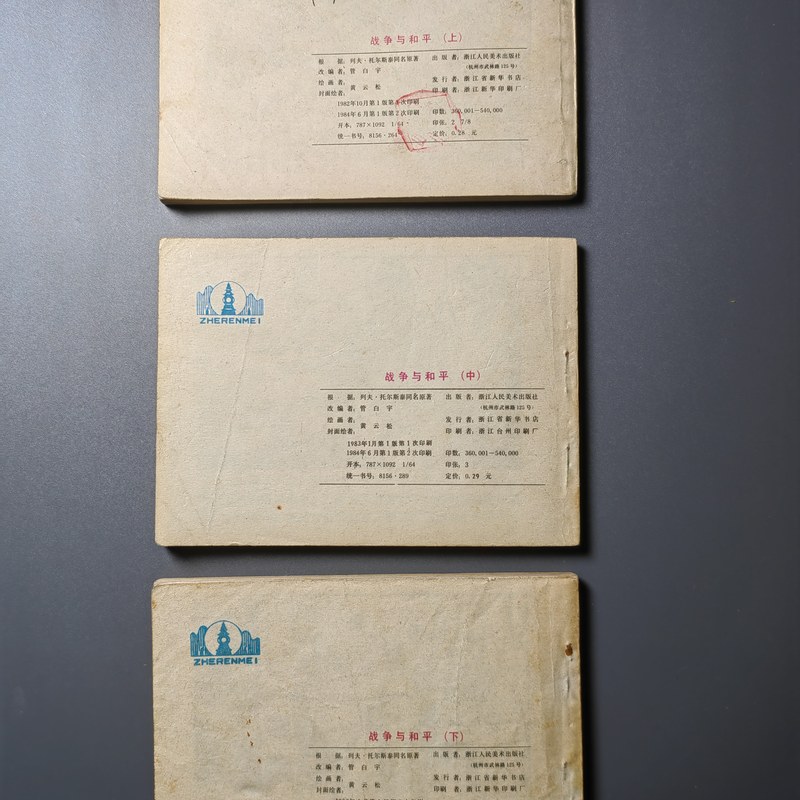 战争与和平（上）
根 据，列夫·托尔斯泰同名原著 出 版 者，浙江人民美术出版社
改 编 者，管 白 宇 （杭州市武林路125号）
绘 画 者， 发 行 者，浙 江 省 新 华 书 店
封面绘者， 黄 云 松 印 刷 者，浙 江 新 华 印 刷 厂
1982年10月第1版第 次印刷
1984年6月第1版第2次印刷 印数， 360,001—540,000
开本，787×1092 1/64 印张，2 7/8
统一书号，8156·264 定价，0.28 元
ZHERENMEI
战争与和平（中）
根 据，列夫·托尔斯泰同名原著 出 版 者，浙江人民美术出版社
改 编 者，管 白 宇 （杭州市武林路125号）
绘 画 者， 发 行 者，浙 江 省 新 华 书 店
封面绘者， 黄 云 松 印 刷 者，浙 江 台 州 印 刷 厂
1983年1月第1版第1次印刷
1984年6月第1版第2次印刷 印数，360,001—540,000
开本，787×1092 1/64 印张，3
统一书号，8156·289 定价，0.29 元
ZHERENMEI
战争与和平（下）
根 据，列夫·托尔斯泰同名原著 出 版 者，浙江人民美术出版社
改 编 者，管 白 宇 （杭州市武林路125号）
绘 画 者， 发 行 者，浙 江 省 新 华 书 店
封面绘者， 黄 云 松 印 刷 者，浙 江 新 华 印 刷 厂